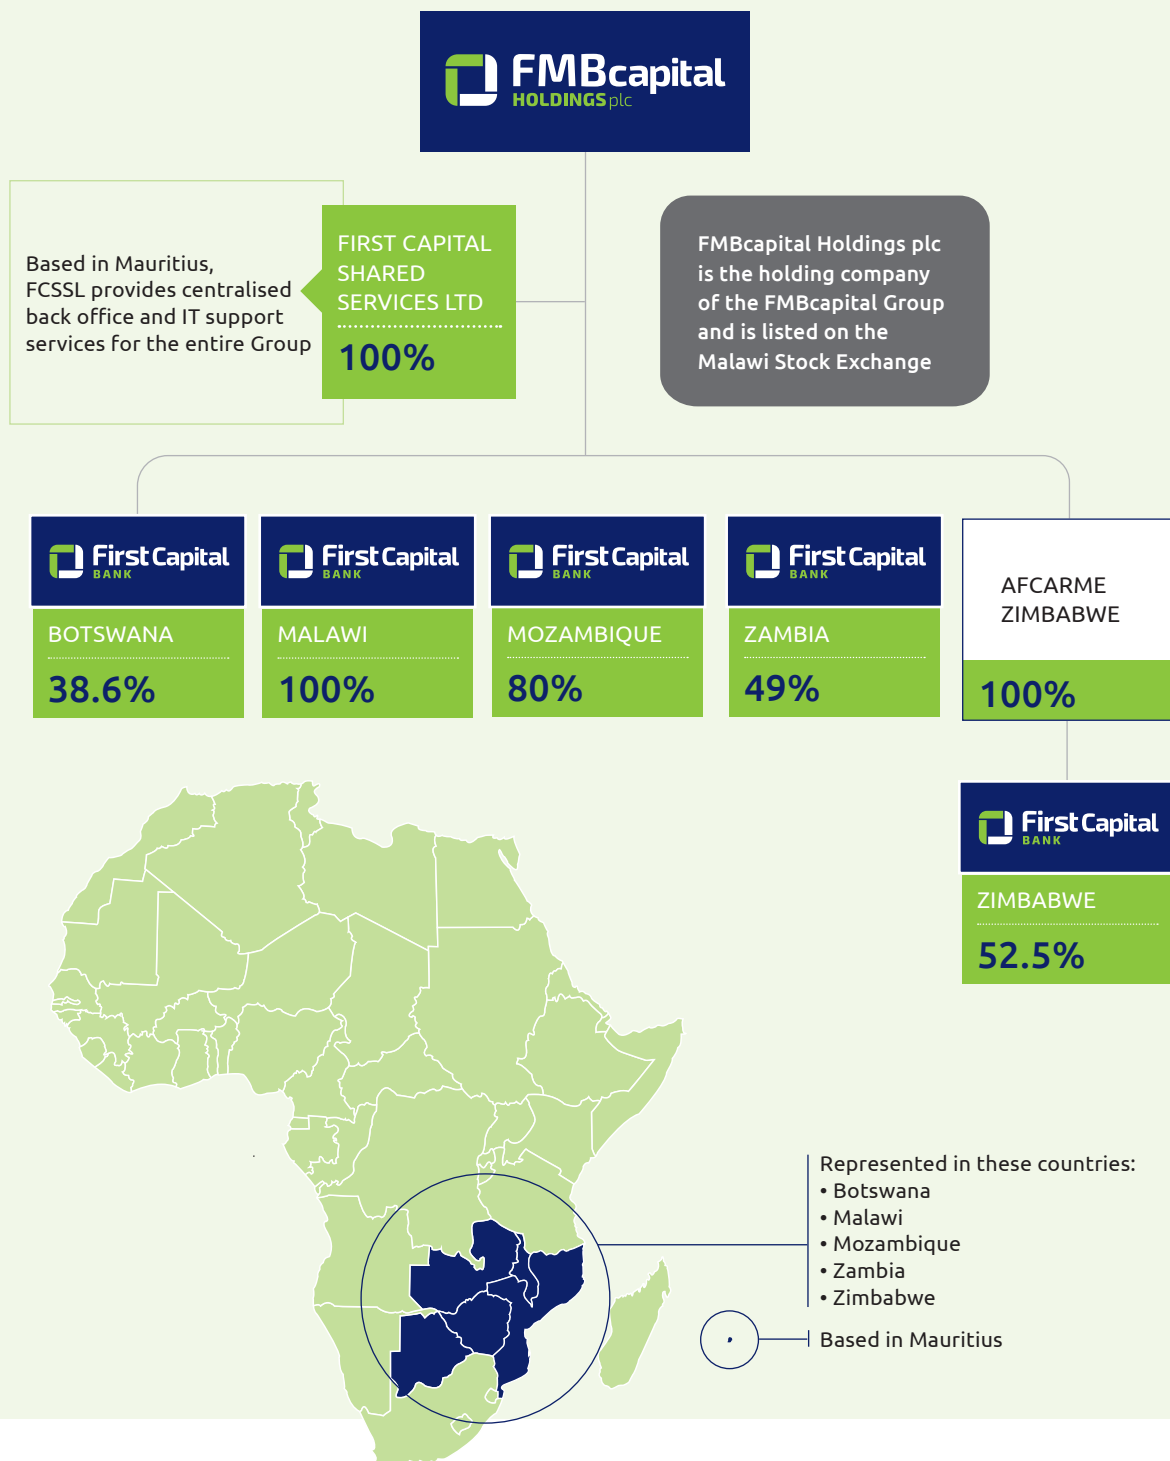 FMBcapital
HOLDINGS plc
Based in Mauritius,
FCSSL provides centralised
back office and IT support
services for the entire Group
FIRST CAPITAL
SHARED
SERVICES LTD
100%
FMBcapital Holdings plc
is the holding company
of the FMBcapital Group
and is listed on the
Malawi Stock Exchange
First Capital
BANK
BOTSWANA
38.6%
First Capital
BANK
MALAWI
100%
First Capital
BANK
MOZAMBIQUE
80%
First Capital
BANK
ZAMBIA
49%
AFCARME
ZIMBABWE
100%
First Capital
BANK
ZIMBABWE
52.5%
Represented in these countries:
• Botswana
• Malawi
• Mozambique
• Zambia
• Zimbabwe
Based in Mauritius